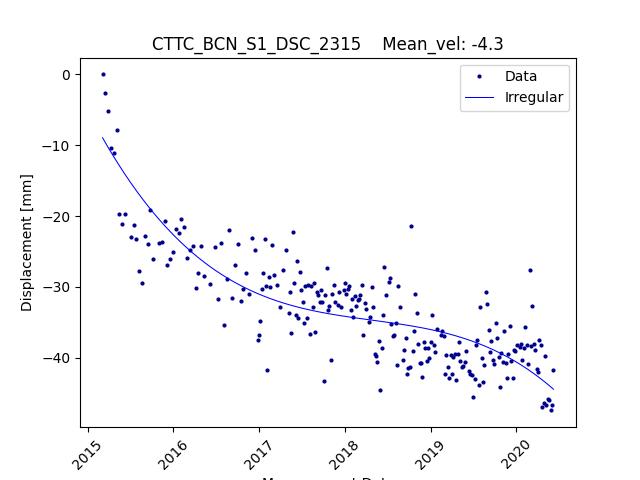 CTTC_BCN_S1_DSC_2315    Mean_vel: -4.3
Data
Irregular
Displacement [mm]
0
−10
−20
−30
−40
2015
2016
2017
2018
2019
2020